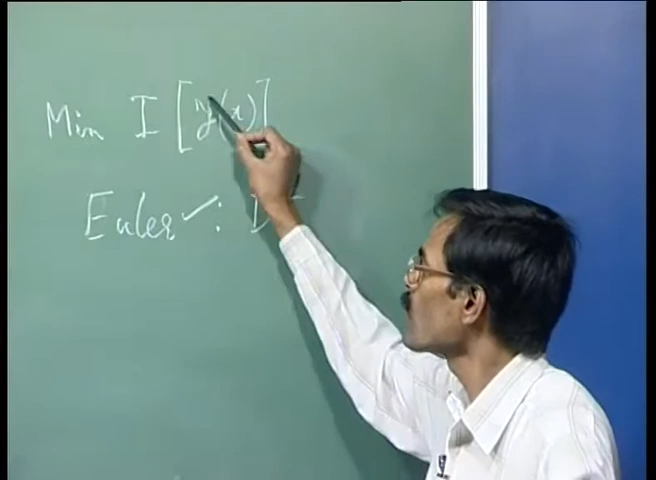 Min I [y(x)]
Euler ✓ :